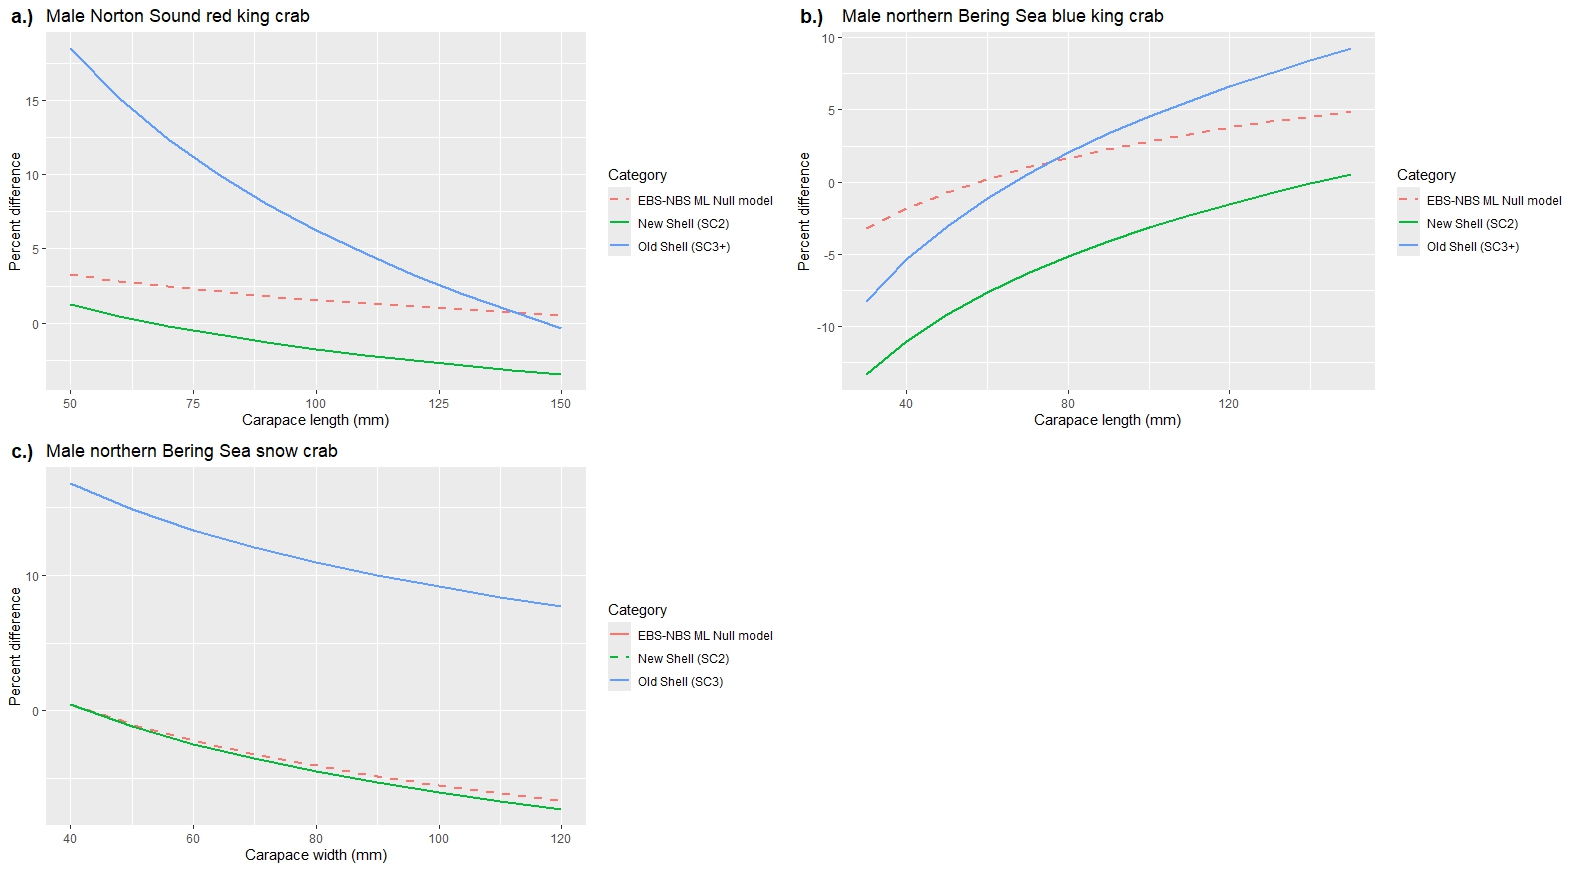 a.) Male Norton Sound red king crab
Percent difference
15
10
5
0
50 75 100 125 150
Carapace length (mm)
Category
EBS-NBS ML Null model
New Shell (SC2)
Old Shell (SC3+)
b.) Male northern Bering Sea blue king crab
Percent difference
10
5
0
-5
-10
40 80 120
Carapace length (mm)
Category
EBS-NBS ML Null model
New Shell (SC2)
Old Shell (SC3+)
c.) Male northern Bering Sea snow crab
Percent difference
10
0
40 60 80 100 120
Carapace width (mm)
Category
EBS-NBS ML Null model
New Shell (SC2)
Old Shell (SC3)